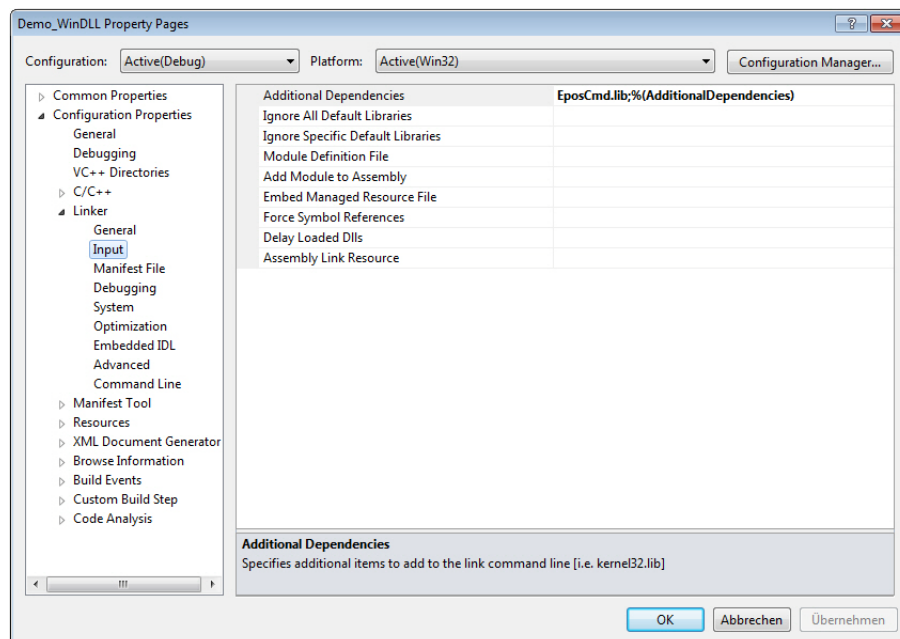 Demo_WinDLL Property Pages
Configuration: Active(Debug) Platform: Active(Win32) Configuration Manager...
Common Properties
Configuration Properties
General
Debugging
VC++ Directories
C/C++
Linker
General
Input
Manifest File
Debugging
System
Optimization
Embedded IDL
Advanced
Command Line
Manifest Tool
Resources
XML Document Generator
Browse Information
Build Events
Custom Build Step
Code Analysis
Additional Dependencies EposCmd.lib;%(AdditionalDependencies)
Ignore All Default Libraries
Ignore Specific Default Libraries
Module Definition File
Add Module to Assembly
Embed Managed Resource File
Force Symbol References
Delay Loaded Dlls
Assembly Link Resource
Additional Dependencies
Specifies additional items to add to the link command line [i.e. kernel32.lib]
OK Abbrechen Übernehmen